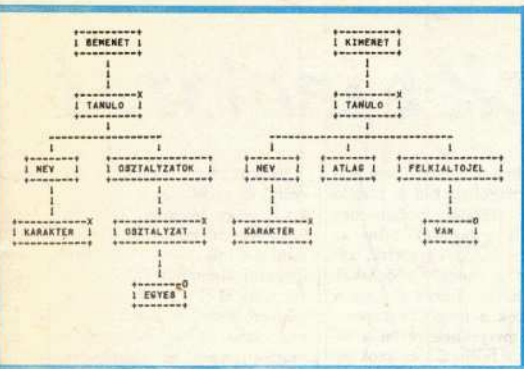 BEMENET KIMENET
X X
TANULO TANULO
NEV OSZTALYZATOK NEV ATLAG FELKIALTOJEL
X X X O
KARAKTER OSZTALYZAT KARAKTER VAN
O
EGYES